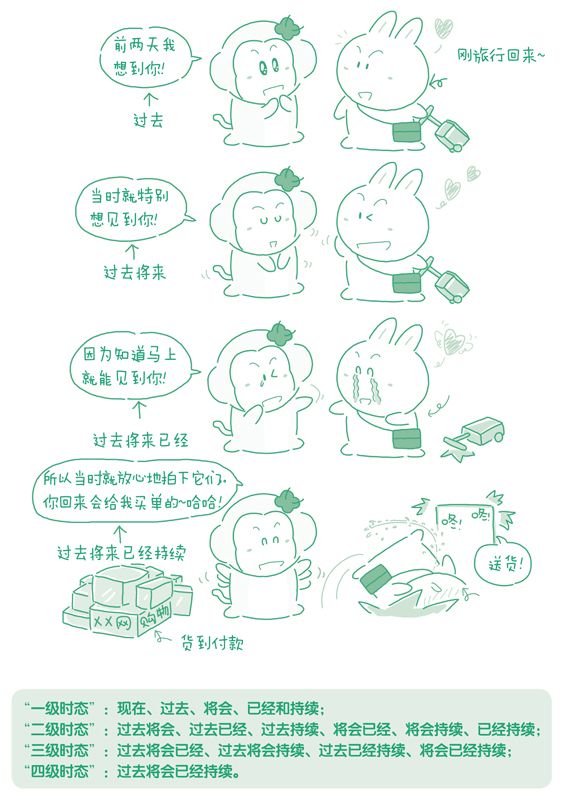 前两天我
想到你!
过去
刚旅行回来~
当时就特别
想见到你!
过去将来
因为知道马上
就能见到你!
过去将来已经
所以当时就放心地拍下它们.
你回来会给我买单的~哈哈!
过去将来已经持续
咚!
咚!
送货!
XX网
购物
货到付款
“一级时态”：现在、过去、将会、已经和持续；
“二级时态”：过去将会、过去已经、过去持续、将会已经、将会持续、已经持续；
“三级时态”：过去将会已经、过去将会持续、过去已经持续、将会已经持续；
“四级时态”：过去将会已经持续。